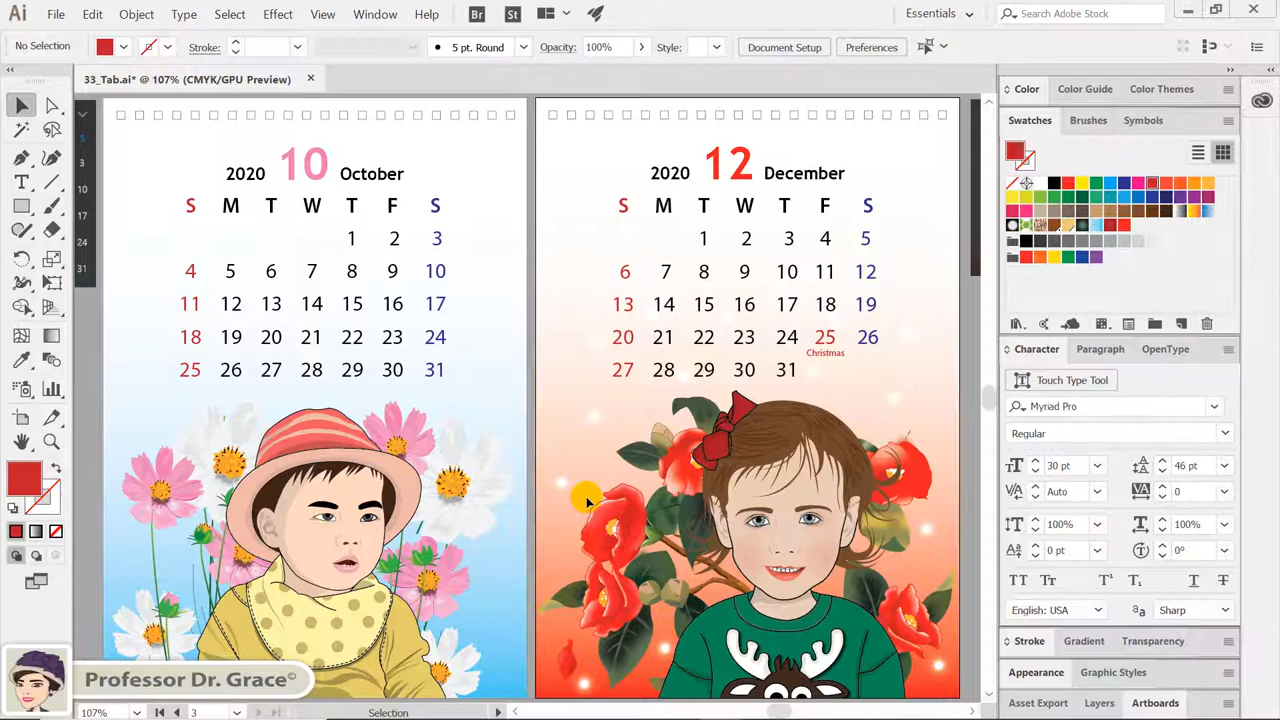 Ai File Edit Object Type Select Effect View Window Help Br St Essentials Search Adobe Stock
No Selection Stroke: 5 pt. Round Opacity: 100% Style: Document Setup Preferences
33_Tab.ai* @ 107% (CMYK/GPU Preview)
S
3
10
17
24
31
2020 10 October
S M T W T F S
1 2 3
4 5 6 7 8 9 10
11 12 13 14 15 16 17
18 19 20 21 22 23 24
25 26 27 28 29 30 31
2020 12 December
S M T W T F S
1 2 3 4 5
6 7 8 9 10 11 12
13 14 15 16 17 18 19
20 21 22 23 24 25 26
Christmas
27 28 29 30 31
Color Color Guide Color Themes
Swatches Brushes Symbols
Character Paragraph OpenType
Touch Type Tool
Myriad Pro
Regular
30 pt 46 pt
Auto 0
100% 100%
0 pt 0°
English: USA Sharp
Stroke Gradient Transparency
Appearance Graphic Styles
Asset Export Layers Artboards
Professor Dr. Grace©
107% 3 Selection